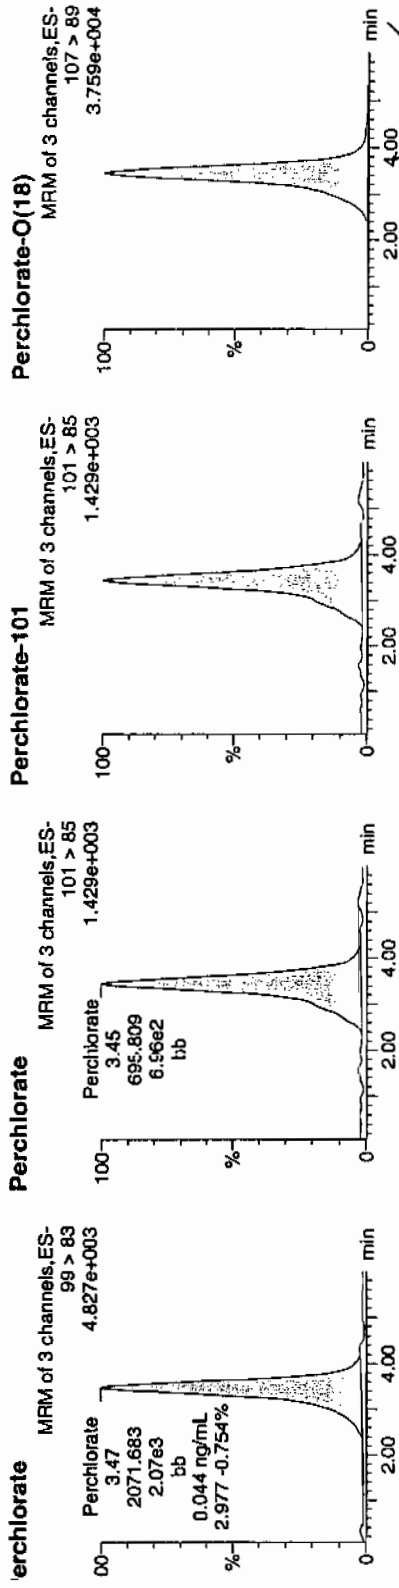 erchlorate
MRM of 3 channels,ES-
99 > 83
4.827e+003
00
Perchlorate
3.47
2071.683
2.07e3
bb
0.044 ng/mL
2.977 -0.754%
%
0
2.00
4.00
min
Perchlorate
MRM of 3 channels,ES-
101 > 85
1.429e+003
100
Perchlorate
3.45
695.809
6.96e2
bb
%
0
2.00
4.00
min
Perchlorate-101
MRM of 3 channels,ES-
101 > 85
1.429e+003
100
%
0
2.00
4.00
min
Perchlorate-O(18)
MRM of 3 channels,ES-
107 > 89
3.759e+004
100
%
0
2.00
4.00
min